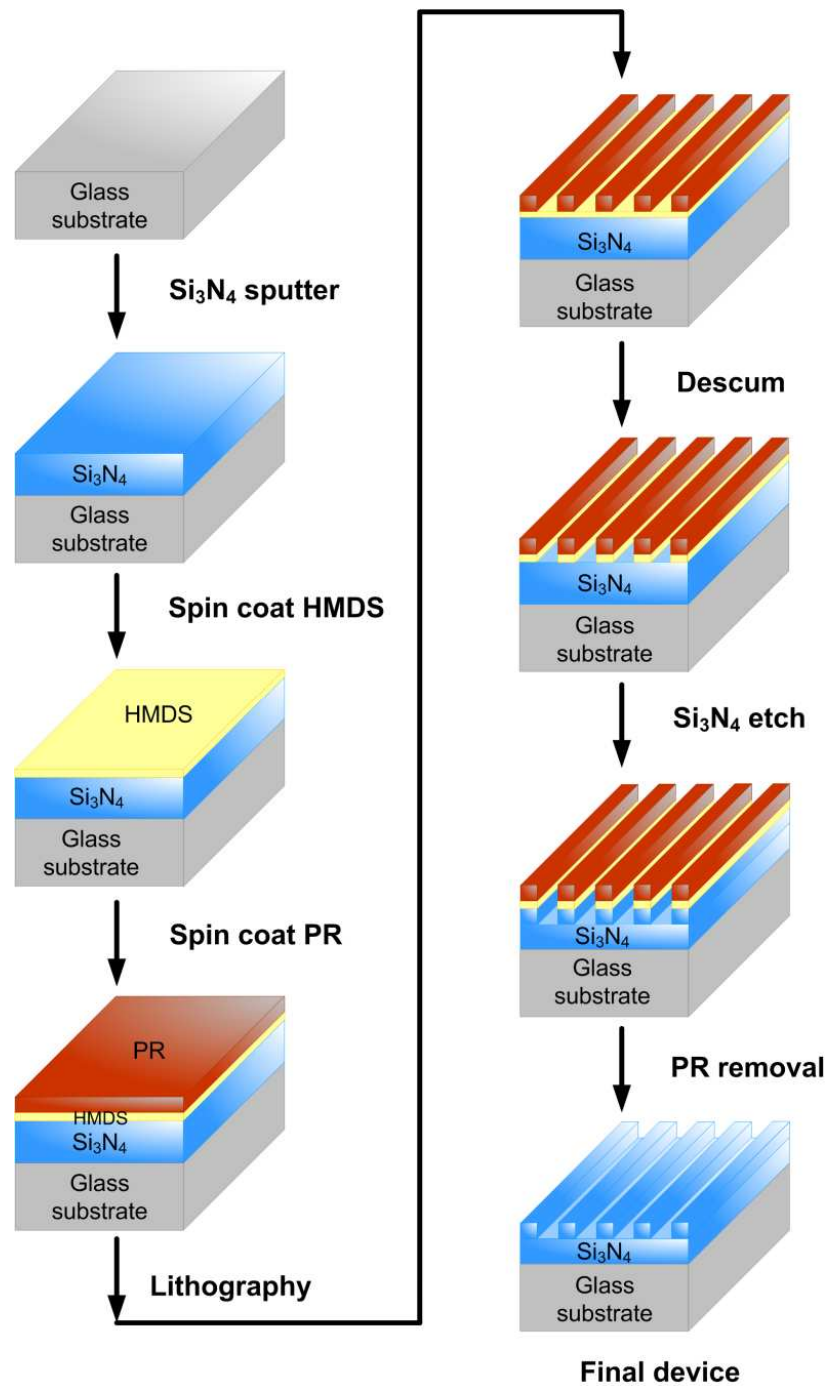 Glass
substrate
Si₃N₄ sputter
Si₃N₄
Glass
substrate
Spin coat HMDS
HMDS
Si₃N₄
Glass
substrate
Spin coat PR
PR
HMDS
Si₃N₄
Glass
substrate
Lithography
Si₃N₄
Glass
substrate
Descum
Si₃N₄
Glass
substrate
Si₃N₄ etch
Si₃N₄
Glass
substrate
PR removal
Si₃N₄
Glass
substrate
Final device